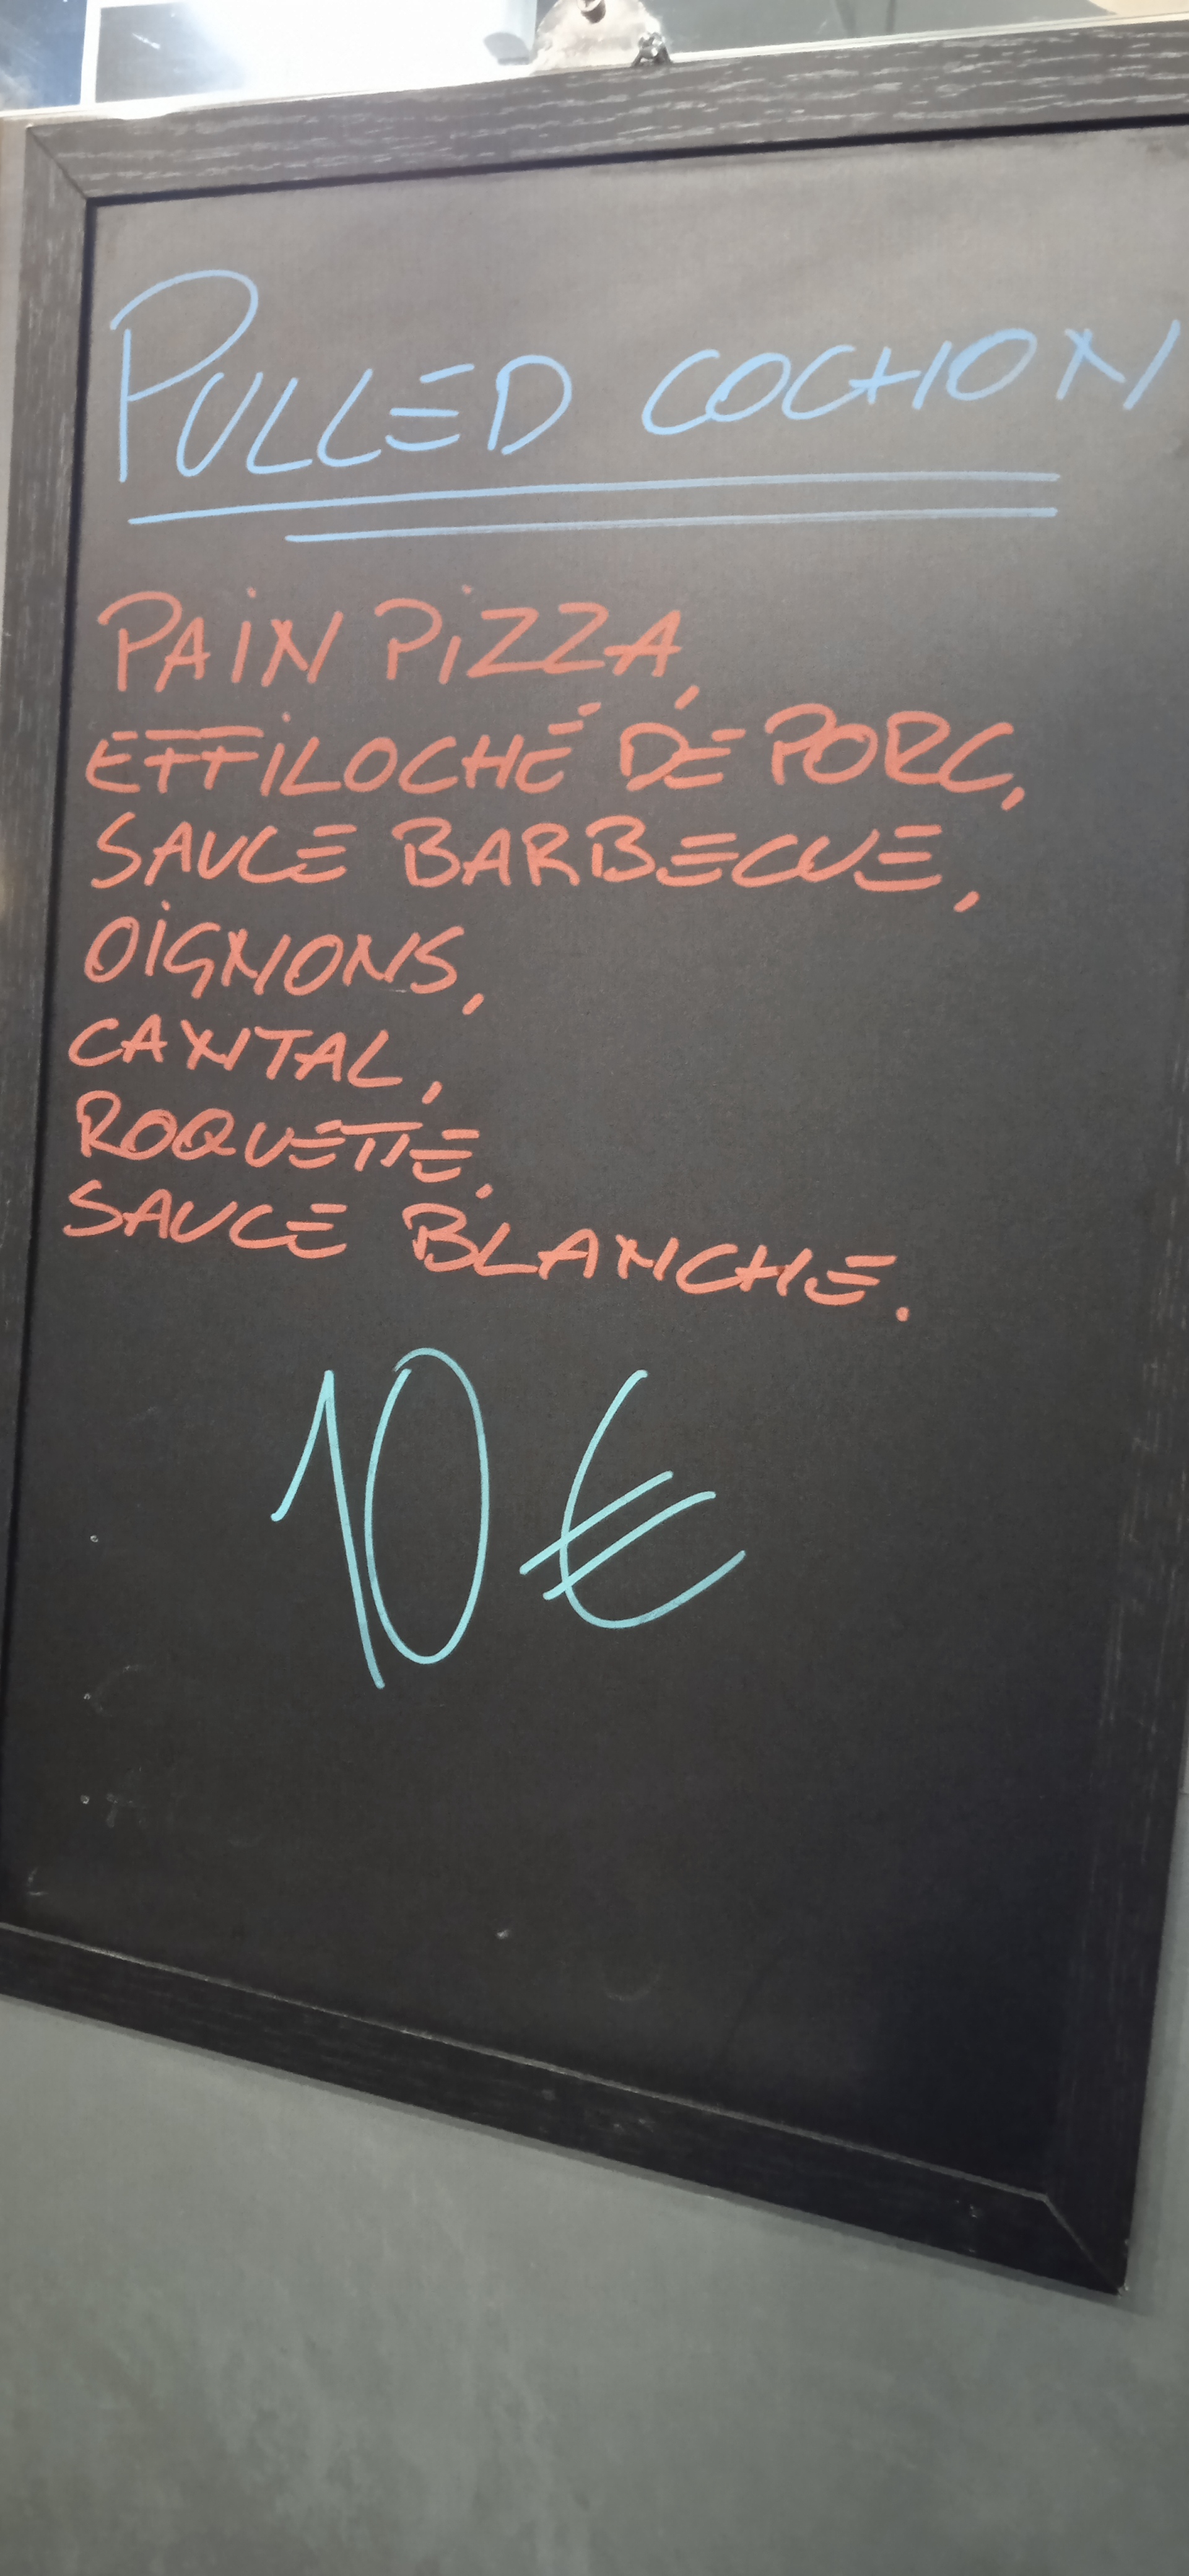 PULLED COCHON
PAiN PiZZA,
EFFiLOCHÉ DE PORC,
SAUCE BARBECUE,
OiGNONS,
CANTAL,
ROQUETTE,
SAUCE BLANCHE.
10 €